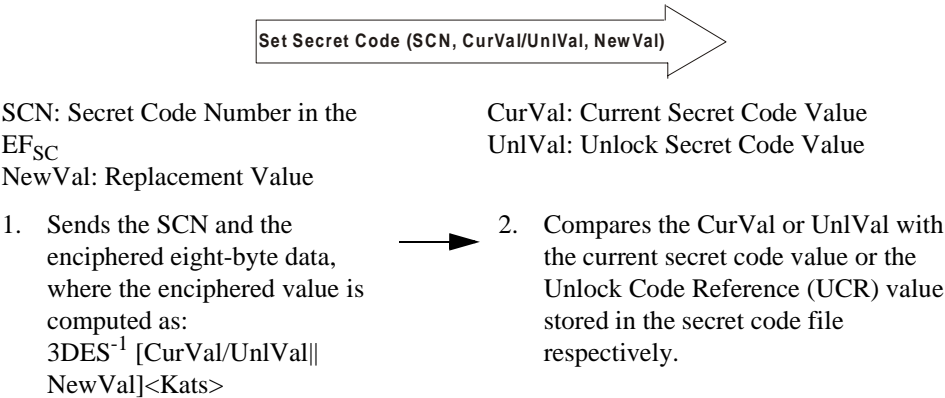 Set Secret Code (SCN, CurVal/UnlVal, NewVal)
SCN: Secret Code Number in the
EFSC
NewVal: Replacement Value
CurVal: Current Secret Code Value
UnlVal: Unlock Secret Code Value
1. Sends the SCN and the
enciphered eight-byte data,
where the enciphered value is
computed as:
3DES-1 [CurVal/UnlVal||
NewVal]<Kats>
2. Compares the CurVal or UnlVal with
the current secret code value or the
Unlock Code Reference (UCR) value
stored in the secret code file
respectively.